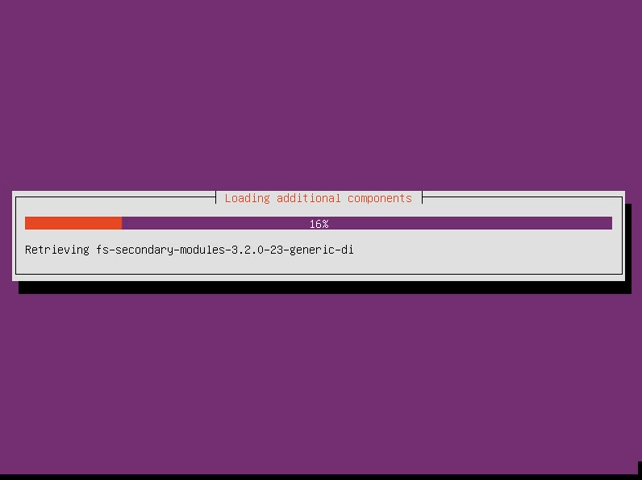 Loading additional components
16%
Retrieving fs-secondary-modules-3.2.0-23-generic-di